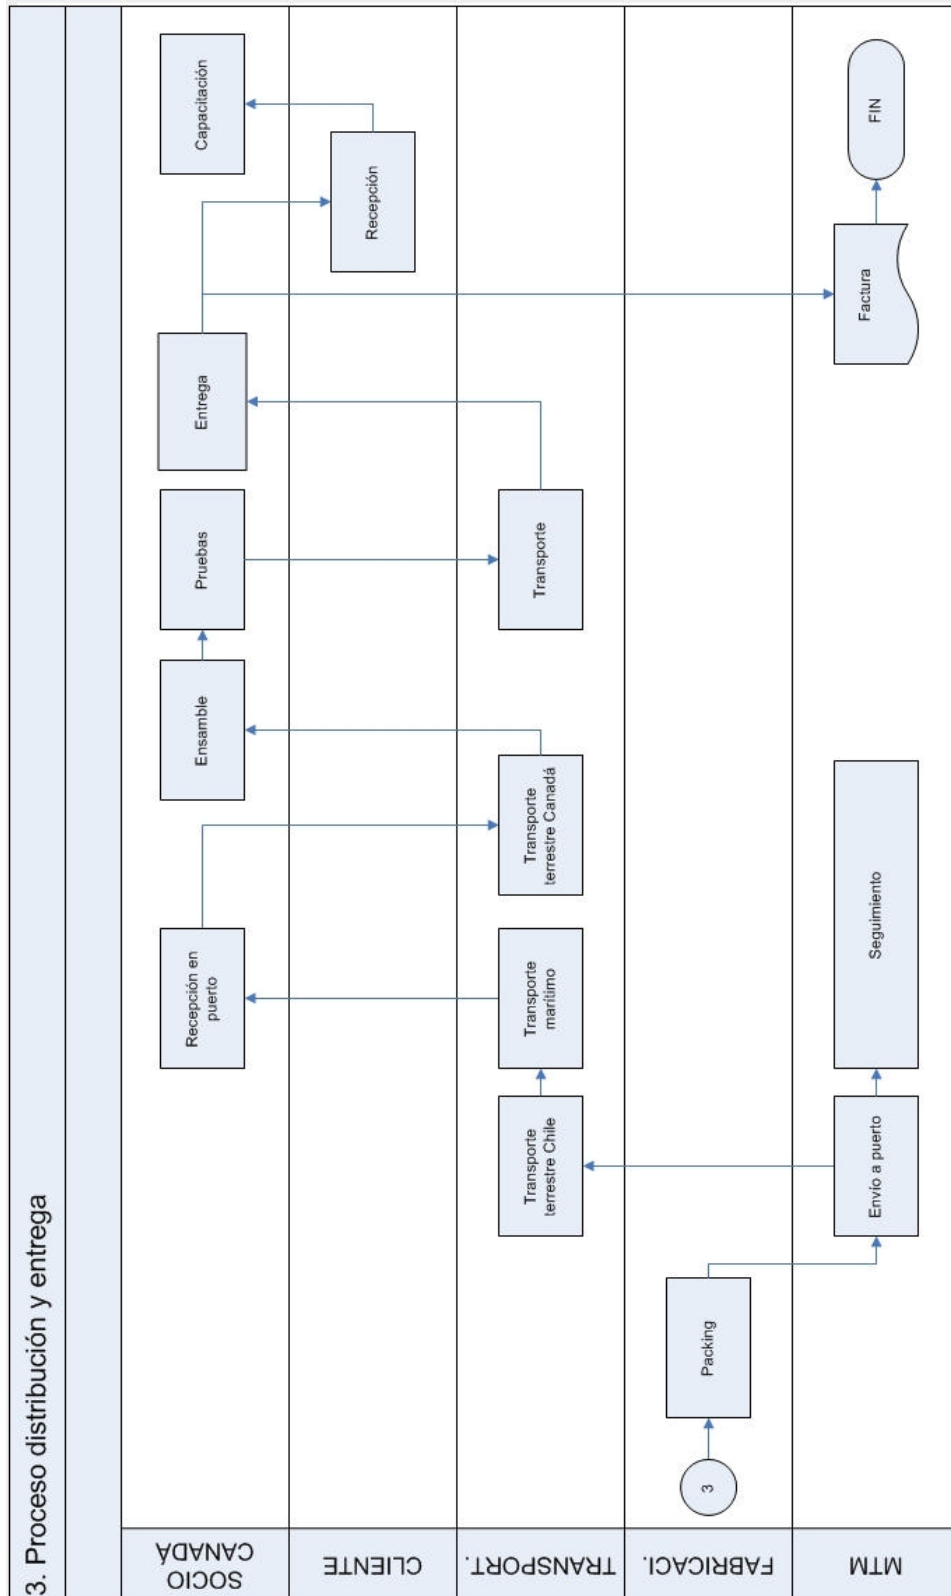 3. Proceso distribución y entrega
SOCIO
CANADÁ
Recepción en
puerto
Ensamble
Pruebas
Entrega
Capacitación
CLIENTE
Recepción
TRANSPORT.
Transporte
terrestre Chile
Transporte
marítimo
Transporte
terrestre Canadá
Transporte
FABRICACI.
3
Packing
MTM
Envío a puerto
Seguimiento
Factura
FIN